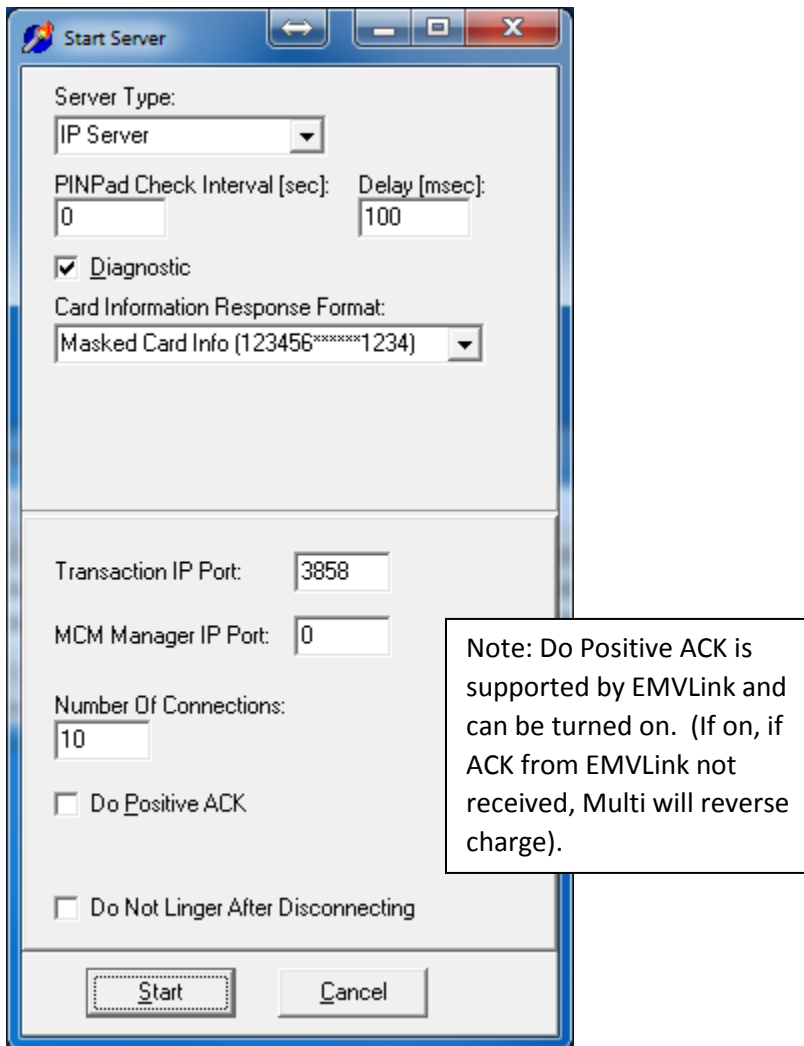 Start Server
Server Type:
IP Server
PINPad Check Interval [sec]: Delay [msec]:
0 100
Diagnostic
Card Information Response Format:
Masked Card Info (123456******1234)
Transaction IP Port: 3858
MCM Manager IP Port: 0
Number Of Connections:
10
Do Positive ACK
Do Not Linger After Disconnecting
Start Cancel
Note: Do Positive ACK is
supported by EMVLink and
can be turned on. (If on, if
ACK from EMVLink not
received, Multi will reverse
charge).